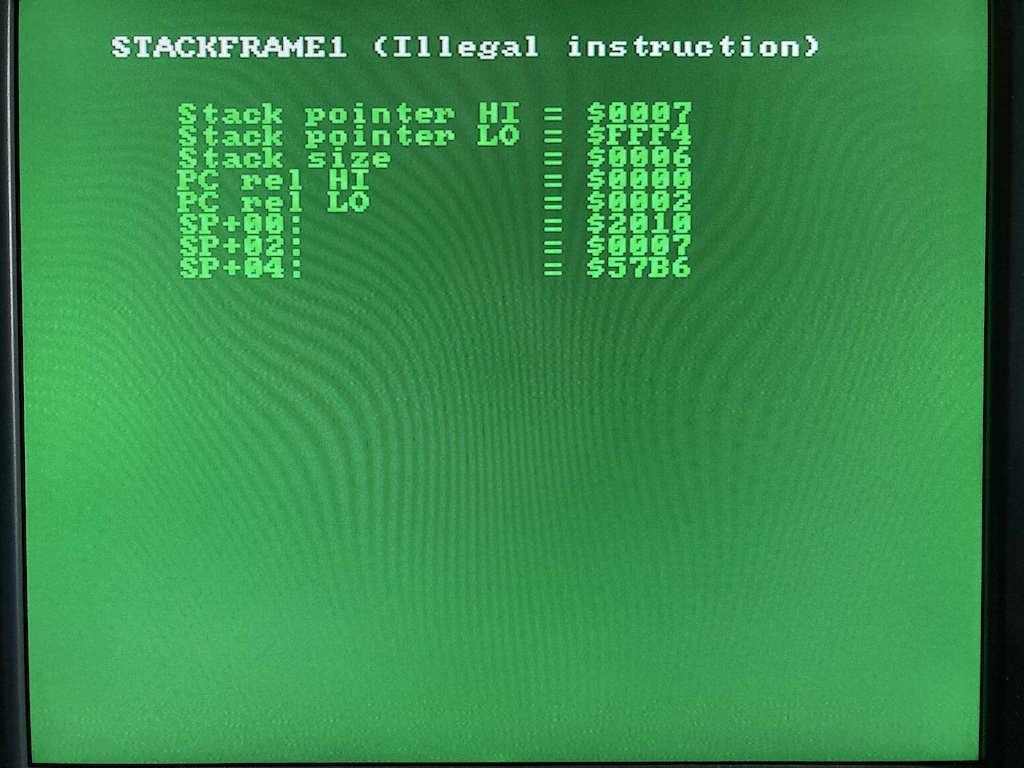 STACKFRAME1 (Illegal instruction)
Stack pointer HI = $0007
Stack pointer LO = $FFF4
Stack size = $0006
PC rel HI = $0000
PC rel LO = $0002
SP+00: = $2010
SP+02: = $0007
SP+04: = $57B6